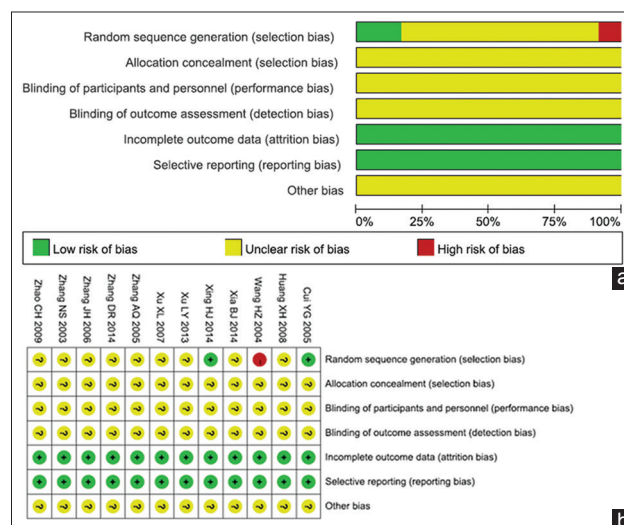 Random sequence generation (selection bias)
Allocation concealment (selection bias)
Blinding of participants and personnel (performance bias)
Blinding of outcome assessment (detection bias)
Incomplete outcome data (attrition bias)
Selective reporting (reporting bias)
Other bias
0% 25% 50% 75% 100%
Low risk of bias Unclear risk of bias High risk of bias
a
Zhao CH 2009
Zhang NS 2003
Zhang JH 2006
Zhang DR 2014
Zhang AQ 2005
Xu XL 2007
Xu LY 2013
Xing HJ 2014
Xia BJ 2014
Wang HZ 2004
Huang XH 2008
Cui YG 2005
? ? ? ? ? ? ? + ? - ? + Random sequence generation (selection bias)
? ? ? ? ? ? ? ? ? ? ? ? Allocation concealment (selection bias)
? ? ? ? ? ? ? ? ? ? ? ? Blinding of participants and personnel (performance bias)
? ? ? ? ? ? ? ? ? ? ? ? Blinding of outcome assessment (detection bias)
+ + + + + + + + + + + + Incomplete outcome data (attrition bias)
+ + + + + + + + + + + + Selective reporting (reporting bias)
? ? ? ? ? ? ? ? ? ? ? ? Other bias
b